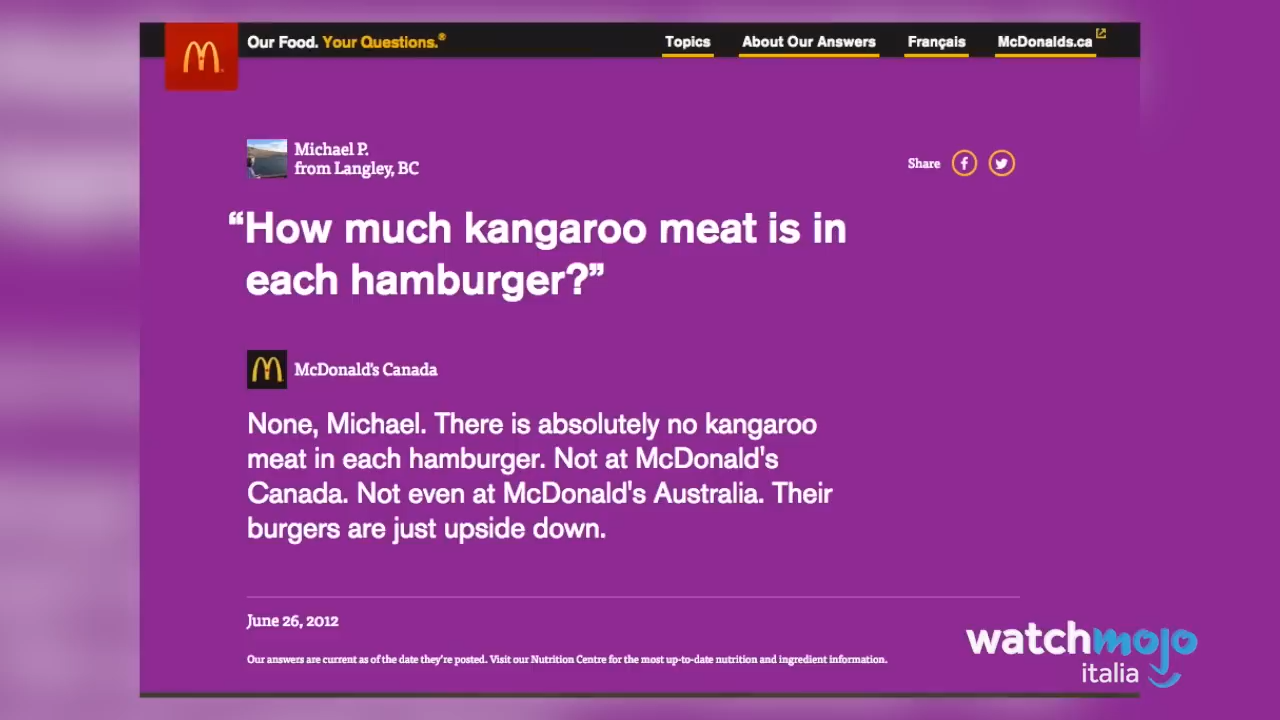 Our Food. Your Questions.® Topics About Our Answers Français McDonalds.ca
Michael P.
from Langley, BC
Share
“How much kangaroo meat is in
each hamburger?”
McDonald's Canada
None, Michael. There is absolutely no kangaroo
meat in each hamburger. Not at McDonald's
Canada. Not even at McDonald's Australia. Their
burgers are just upside down.
June 26, 2012
Our answers are current as of the date they're posted. Visit our Nutrition Centre for the most up-to-date nutrition and ingredient information.
watchmojo
italia